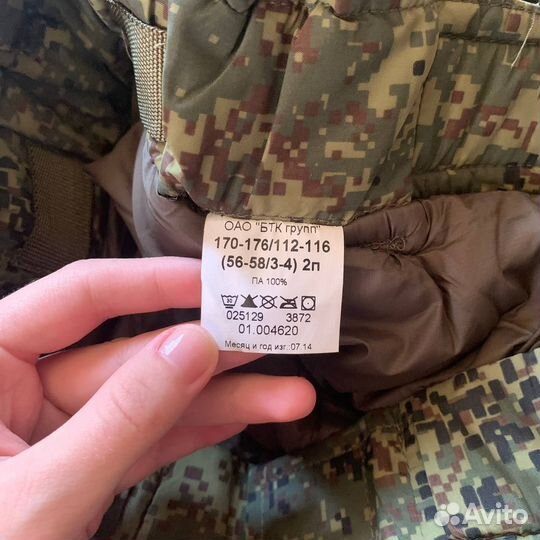 ОАО "БТК групп"
170-176/112-116
(56-58/3-4) 2п
ПА 100%
30
025129 3872
01.004620
Месяц и год изг.:07.14
Avito